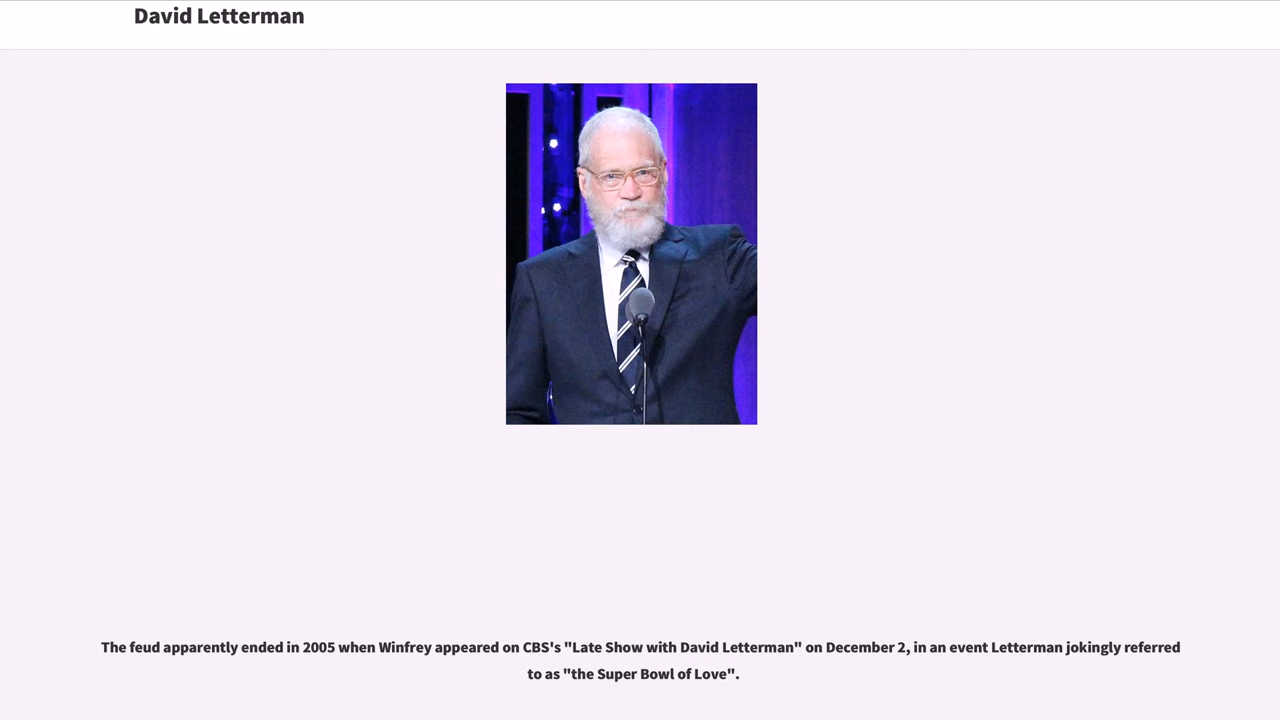 David Letterman
The feud apparently ended in 2005 when Winfrey appeared on CBS's "Late Show with David Letterman" on December 2, in an event Letterman jokingly referred
to as "the Super Bowl of Love".